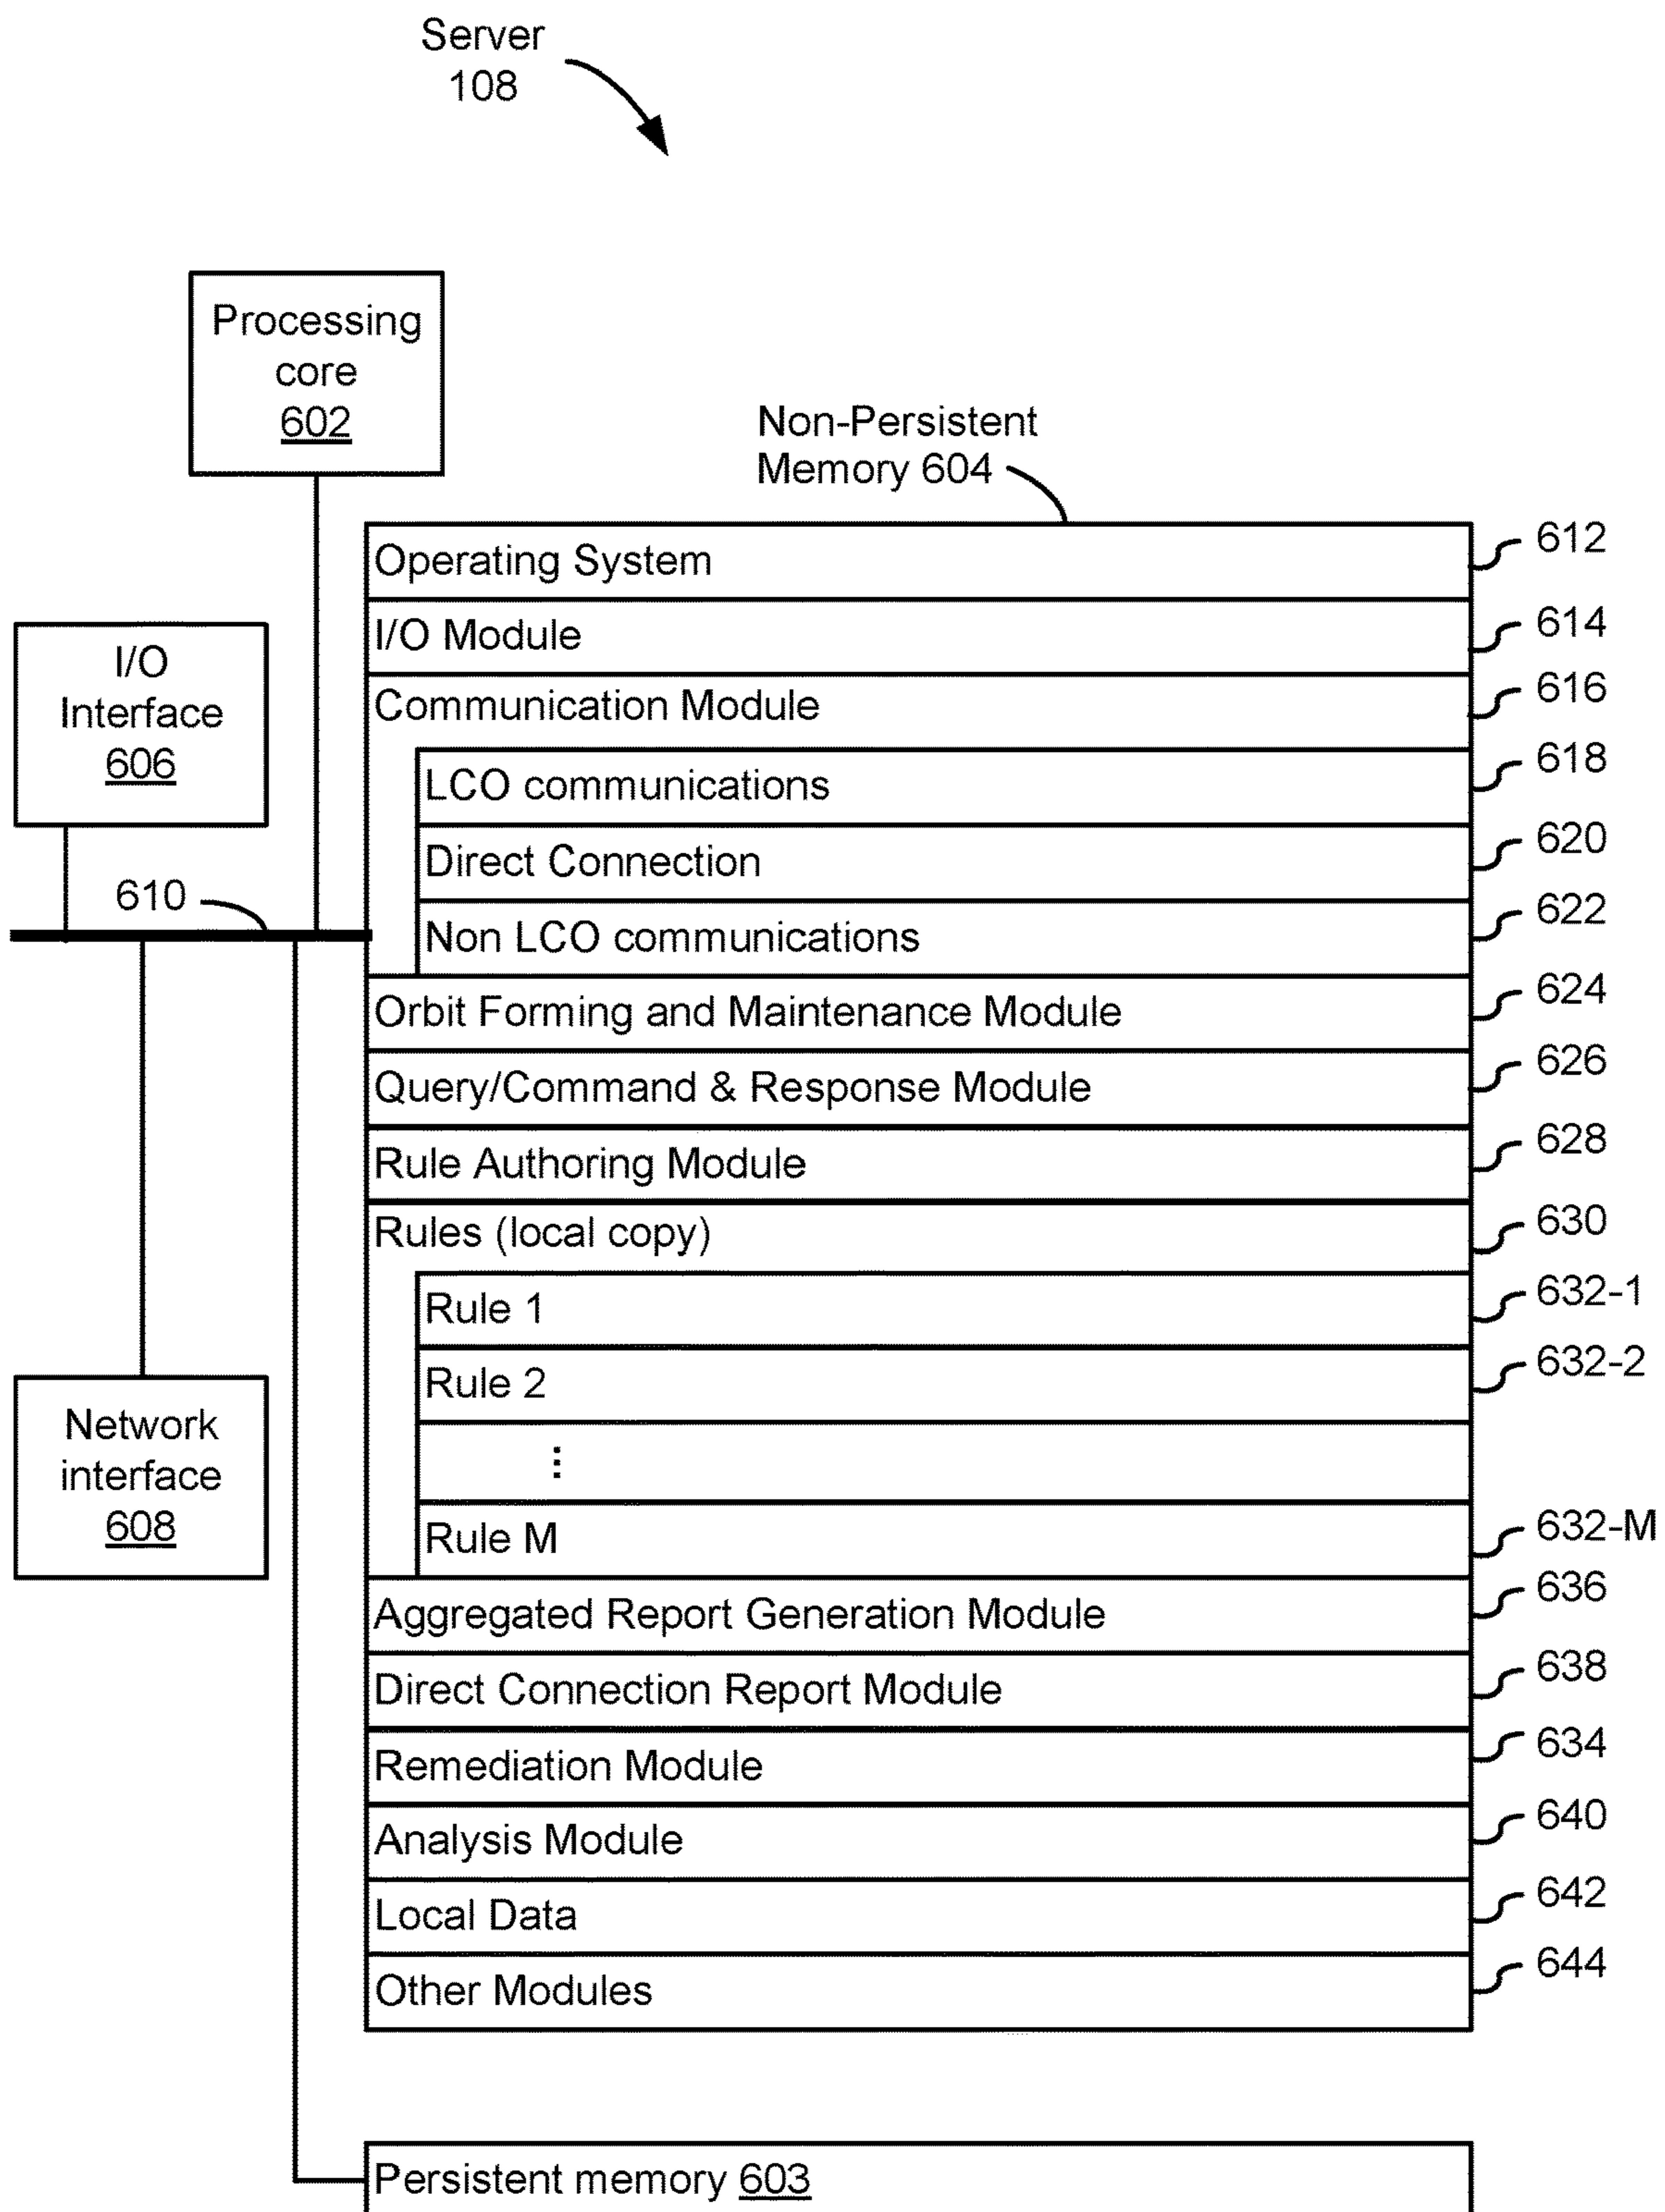 Server
108
Processing
core
602
Non-Persistent
Memory 604
Operating System
612
I/O Module
614
I/O
Interface
606
Communication Module
616
LCO communications
618
Direct Connection
620
610
Non LCO communications
622
Orbit Forming and Maintenance Module
624
Query/Command & Response Module
626
Rule Authoring Module
628
Rules (local copy)
630
Rule 1
632-1
Rule 2
632-2
Network
interface
608
⋮
Rule M
632-M
Aggregated Report Generation Module
636
Direct Connection Report Module
638
Remediation Module
634
Analysis Module
640
Local Data
642
Other Modules
644
Persistent memory 603